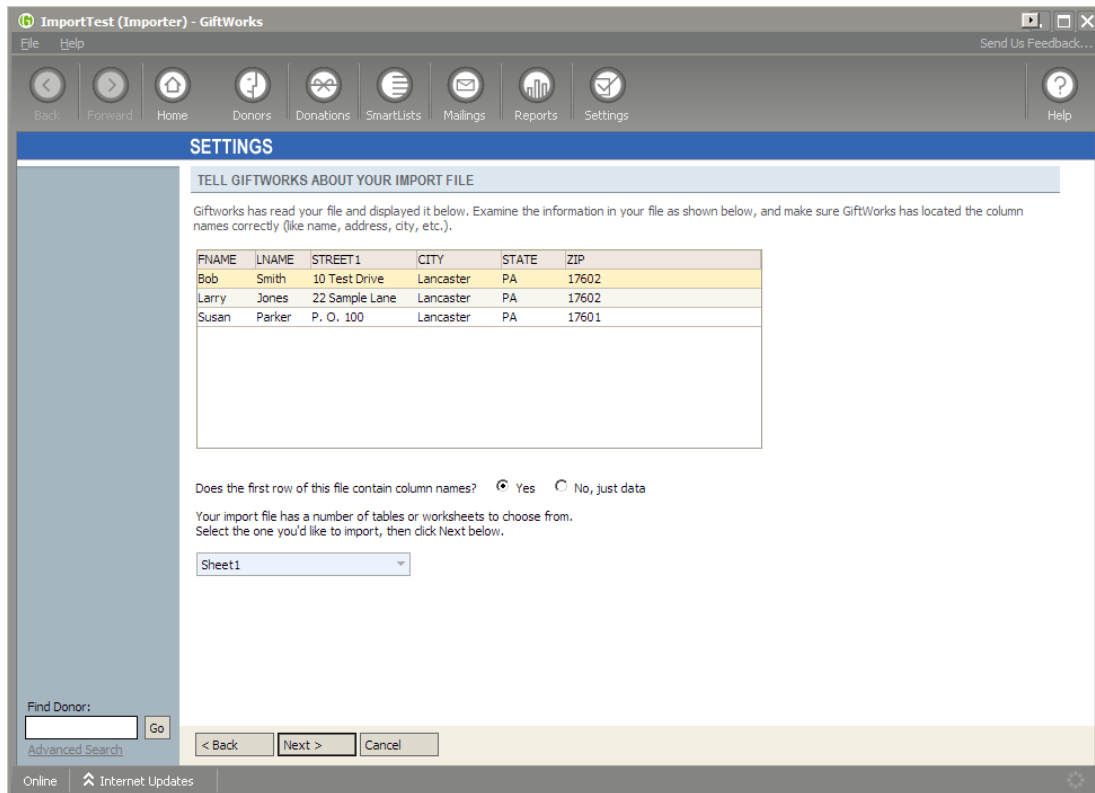 ImportTest (Importer) - GiftWorks
File Help Send Us Feedback...
Back Forward Home Donors Donations SmartLists Mailings Reports Settings Help
SETTINGS
TELL GIFTWORKS ABOUT YOUR IMPORT FILE
Giftworks has read your file and displayed it below. Examine the information in your file as shown below, and make sure GiftWorks has located the column
names correctly (like name, address, city, etc.).
FNAME LNAME STREET1 CITY STATE ZIP
Bob Smith 10 Test Drive Lancaster PA 17602
Larry Jones 22 Sample Lane Lancaster PA 17602
Susan Parker P. O. 100 Lancaster PA 17601
Does the first row of this file contain column names? Yes No, just data
Your import file has a number of tables or worksheets to choose from.
Select the one you'd like to import, then click Next below.
Sheet1
Find Donor:
Go
Advanced Search
< Back Next > Cancel
Online Internet Updates